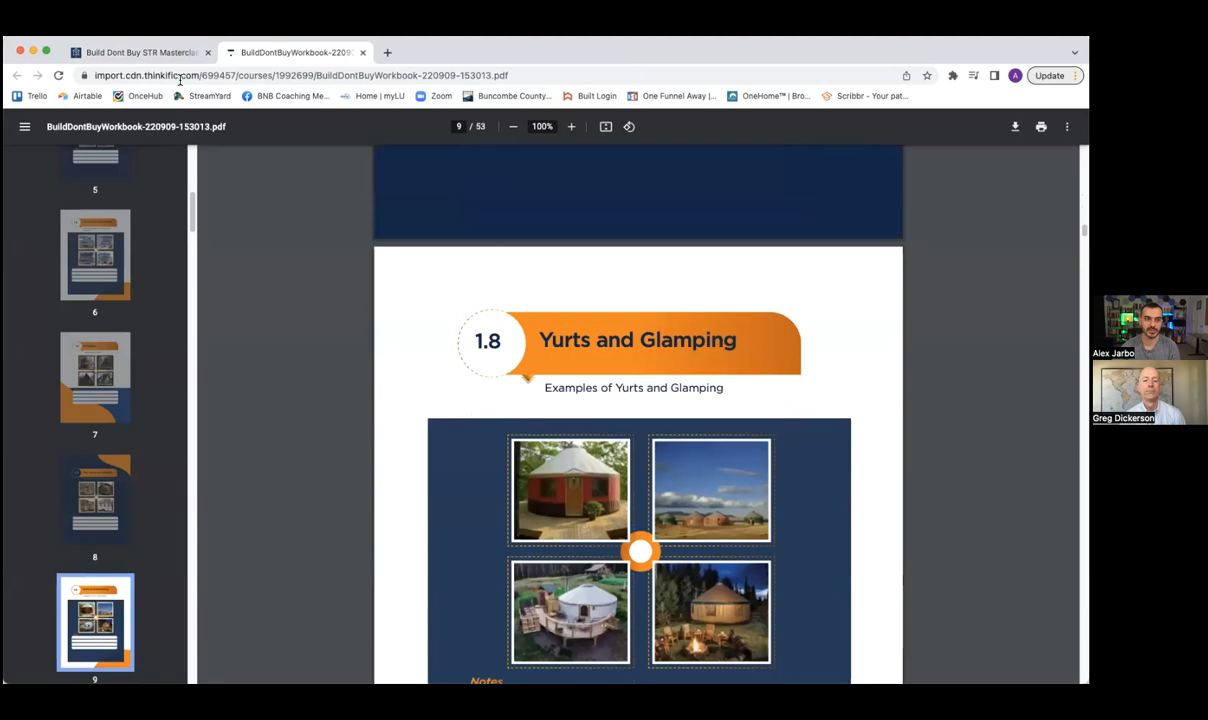 Build Dont Buy STR Mastercla
BuildDontBuyWorkbook-2209
import.cdn.thinkific.com/699457/courses/1992699/BuildDontBuyWorkbook-220909-153013.pdf
A
Update
Trello
Airtable
OnceHub
StreamYard
BNB Coaching Me...
Home | myLU
Zoom
Buncombe County...
Built Login
One Funnel Away |...
OneHome™ | Bro...
Scribbr - Your pat...
BuildDontBuyWorkbook-220909-153013.pdf
9 / 53
100%
5
6
7
8
9
1.8
Yurts and Glamping
Examples of Yurts and Glamping
Notes
Alex Jarbo
Greg Dickerson